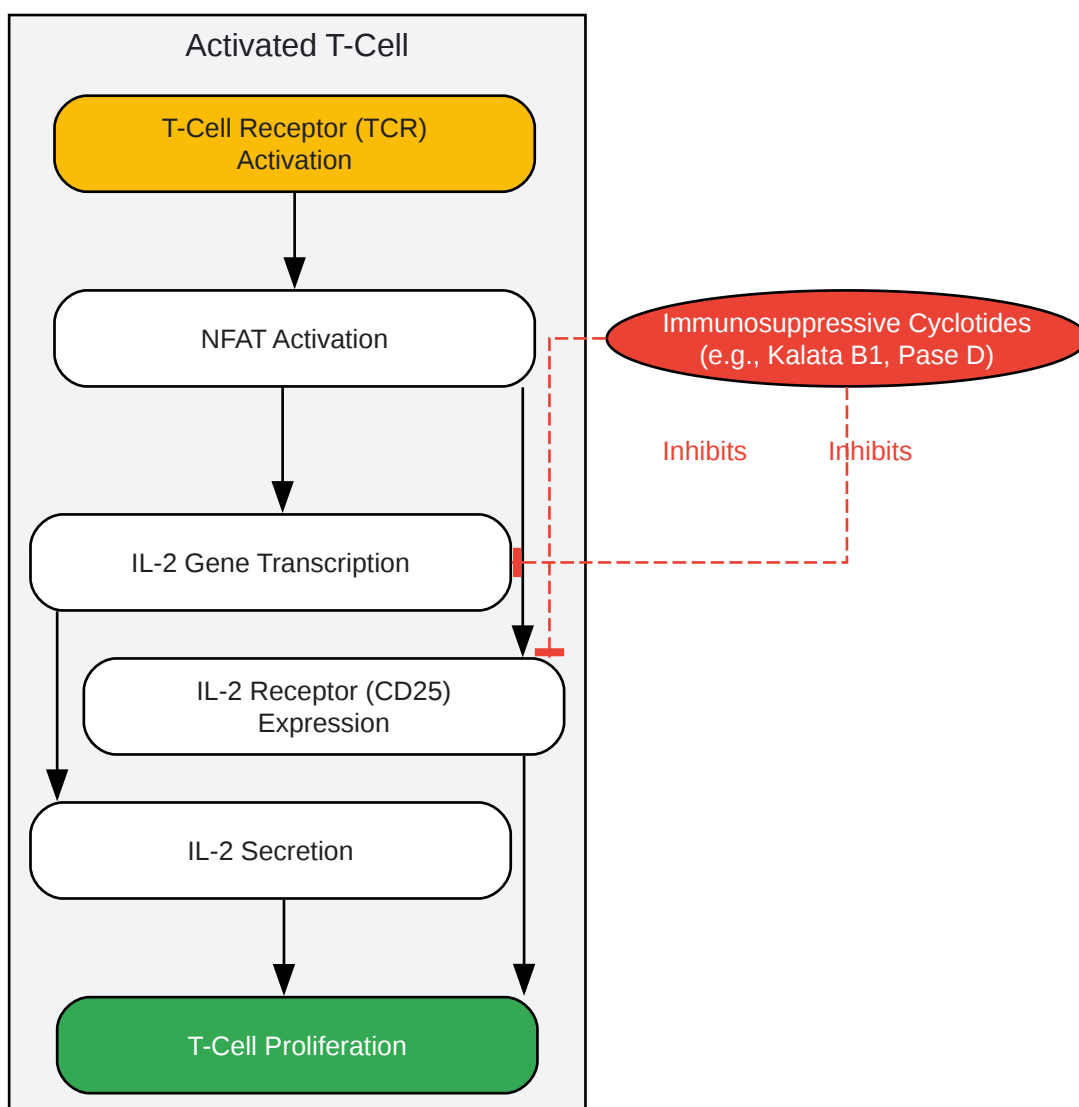 Activated T-Cell
T-Cell Receptor (TCR)
Activation
NFAT Activation
Immunosuppressive Cyclotides
(e.g., Kalata B1, Pase D)
Inhibits
Inhibits
IL-2 Gene Transcription
IL-2 Receptor (CD25)
Expression
IL-2 Secretion
T-Cell Proliferation